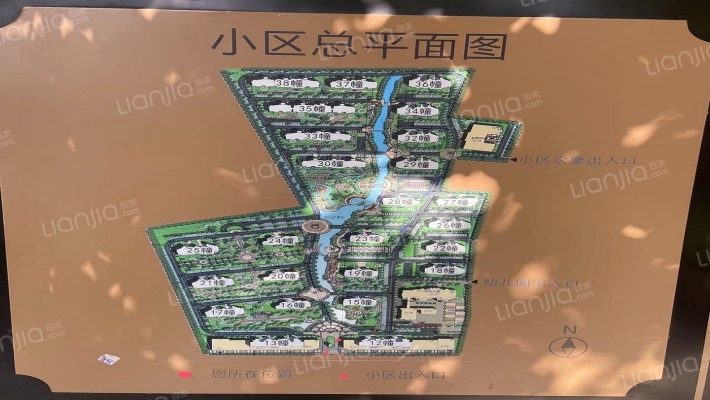 小区总平面图
38幢 37幢 36幢
35幢 34幢
33幢 32幢
30幢 29幢
小区次要出入口
28幢 27幢
26幢
25幢 24幢 23幢 22幢
21幢 20幢 19幢 18幢
幼儿园出入口
17幢 16幢 15幢
13幢 12幢
N
您所在位置 小区出入口
Lianjia.com
链家